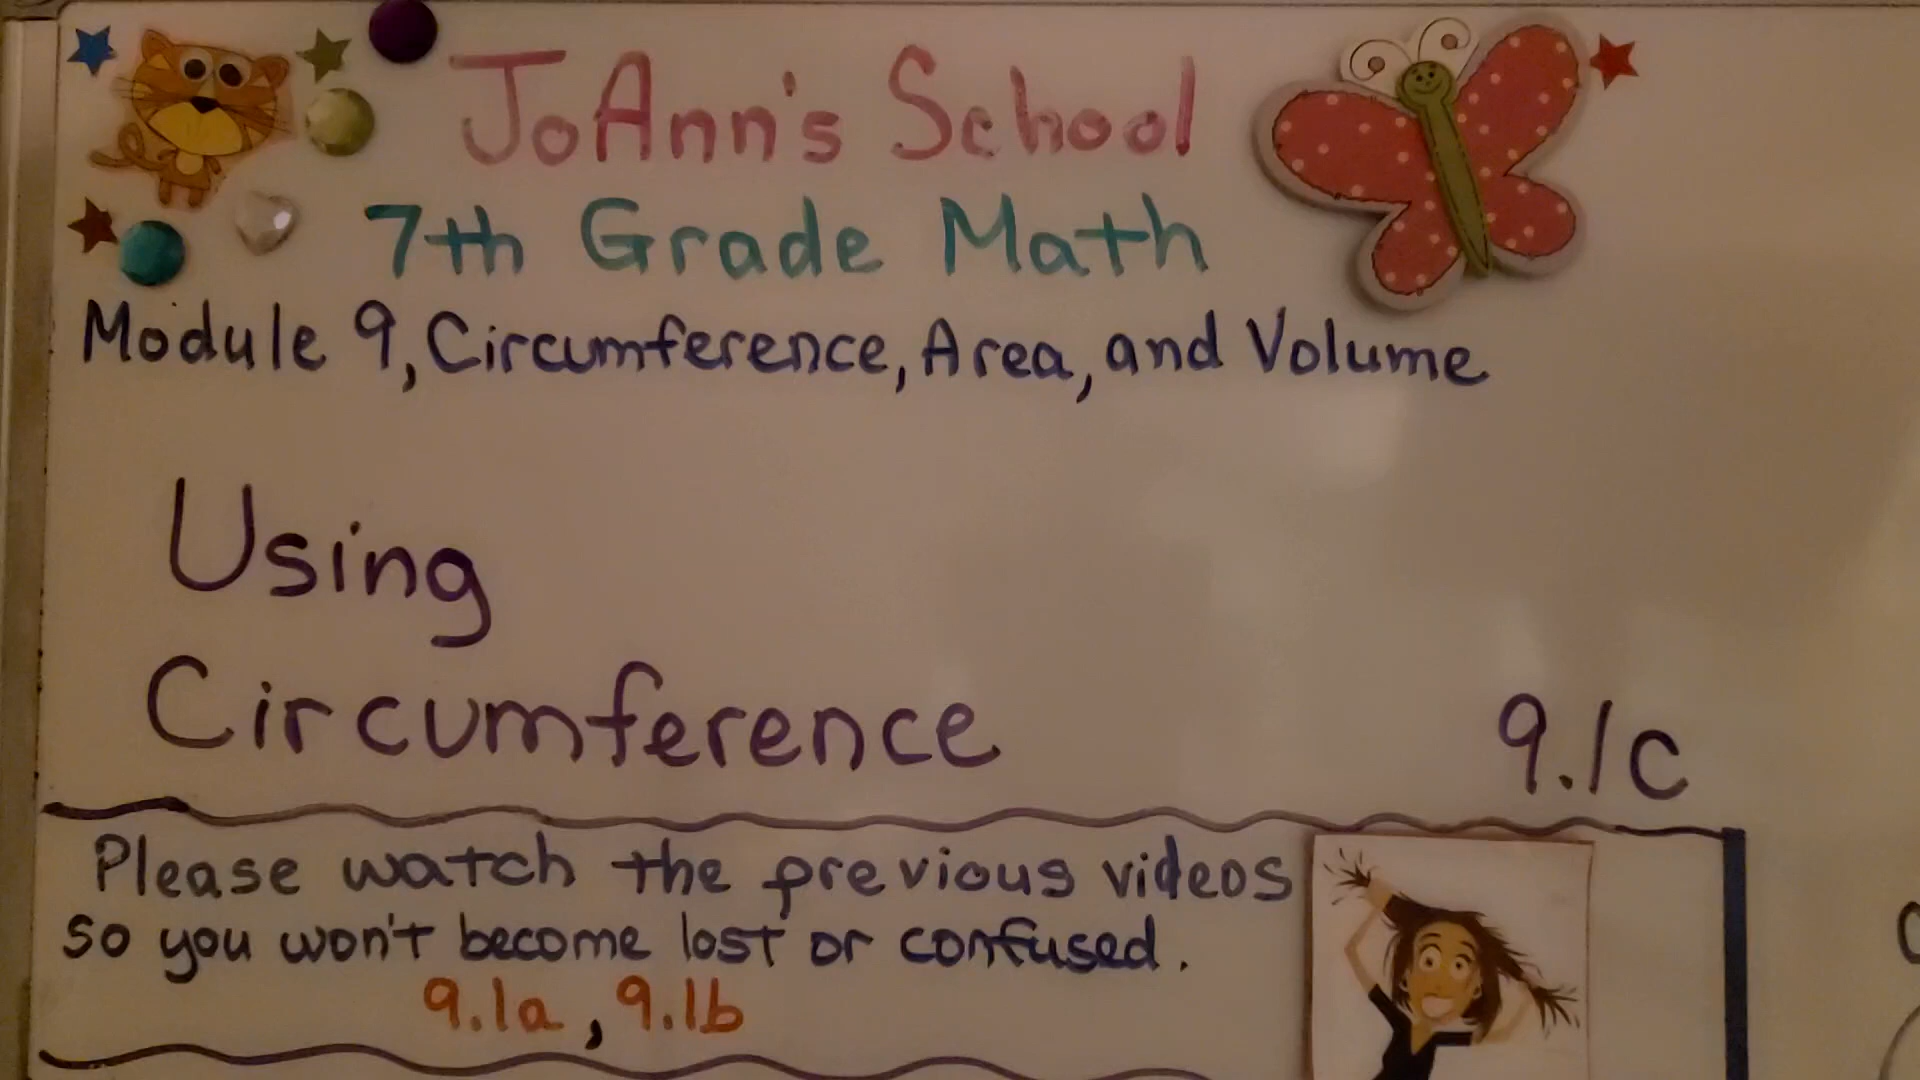 JoAnn's School
7th Grade Math
Module 9, Circumference, Area, and Volume
Using
Circumference
9.1c
Please watch the previous videos
so you won't become lost or confused.
9.1a, 9.1b